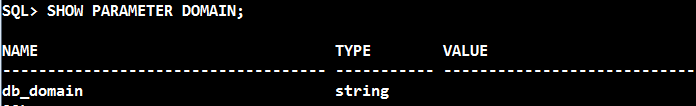 SQL> SHOW PARAMETER DOMAIN;
NAME TYPE VALUE
------------------------------------ ----------- ------------------------------
db_domain string